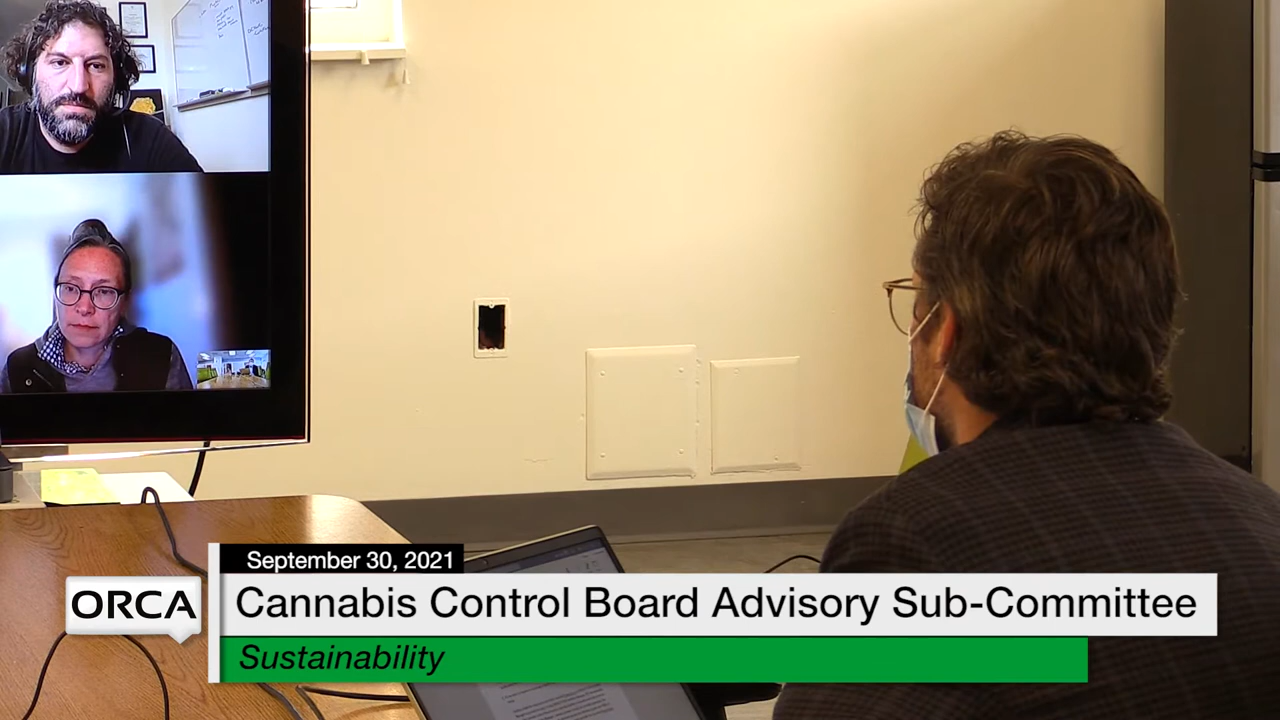 September 30, 2021
ORCA
Cannabis Control Board Advisory Sub-Committee
Sustainability